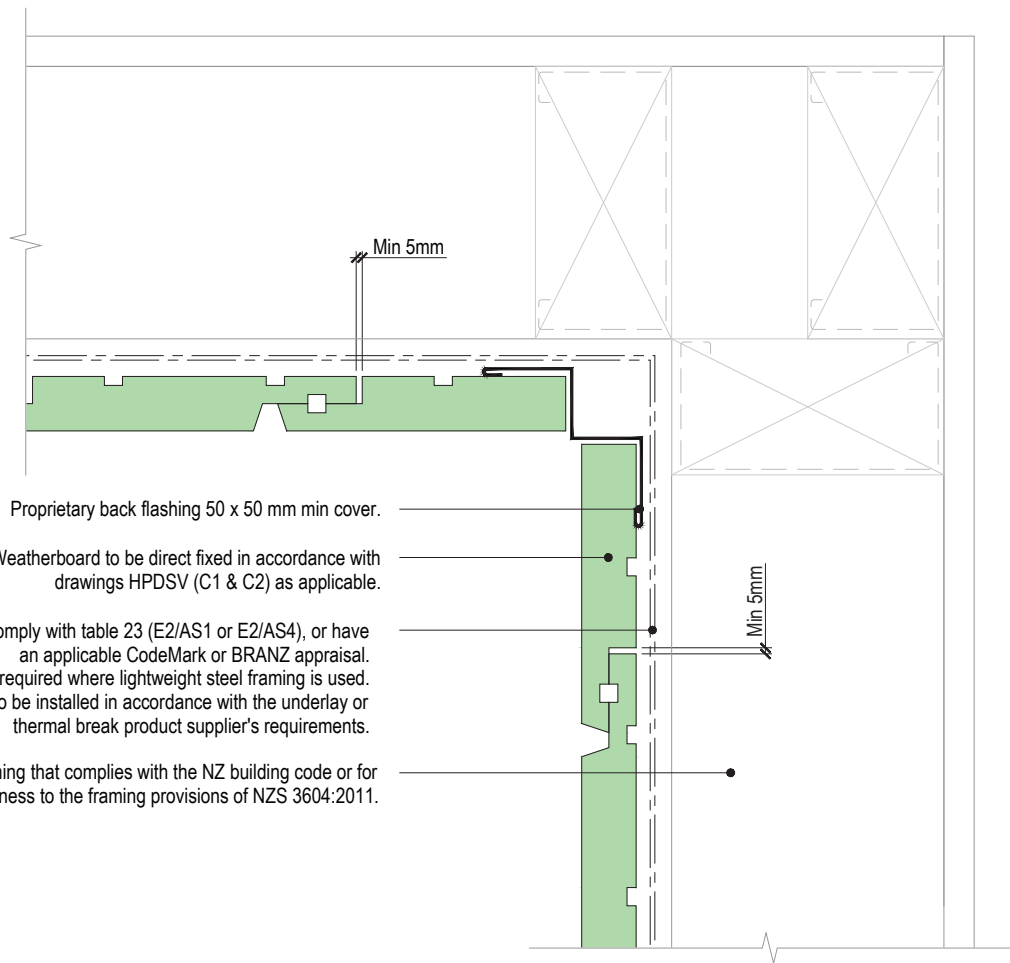 Min 5mm
Proprietary back flashing 50 x 50 mm min cover.
Weatherboard to be direct fixed in accordance with
drawings HPDSV (C1 & C2) as applicable.
Min 5mm
comply with table 23 (E2/AS1 or E2/AS4), or have
an applicable CodeMark or BRANZ appraisal.
required where lightweight steel framing is used.
be installed in accordance with the underlay or
thermal break product supplier's requirements.
that complies with the NZ building code or for
to the framing provisions of NZS 3604:2011.